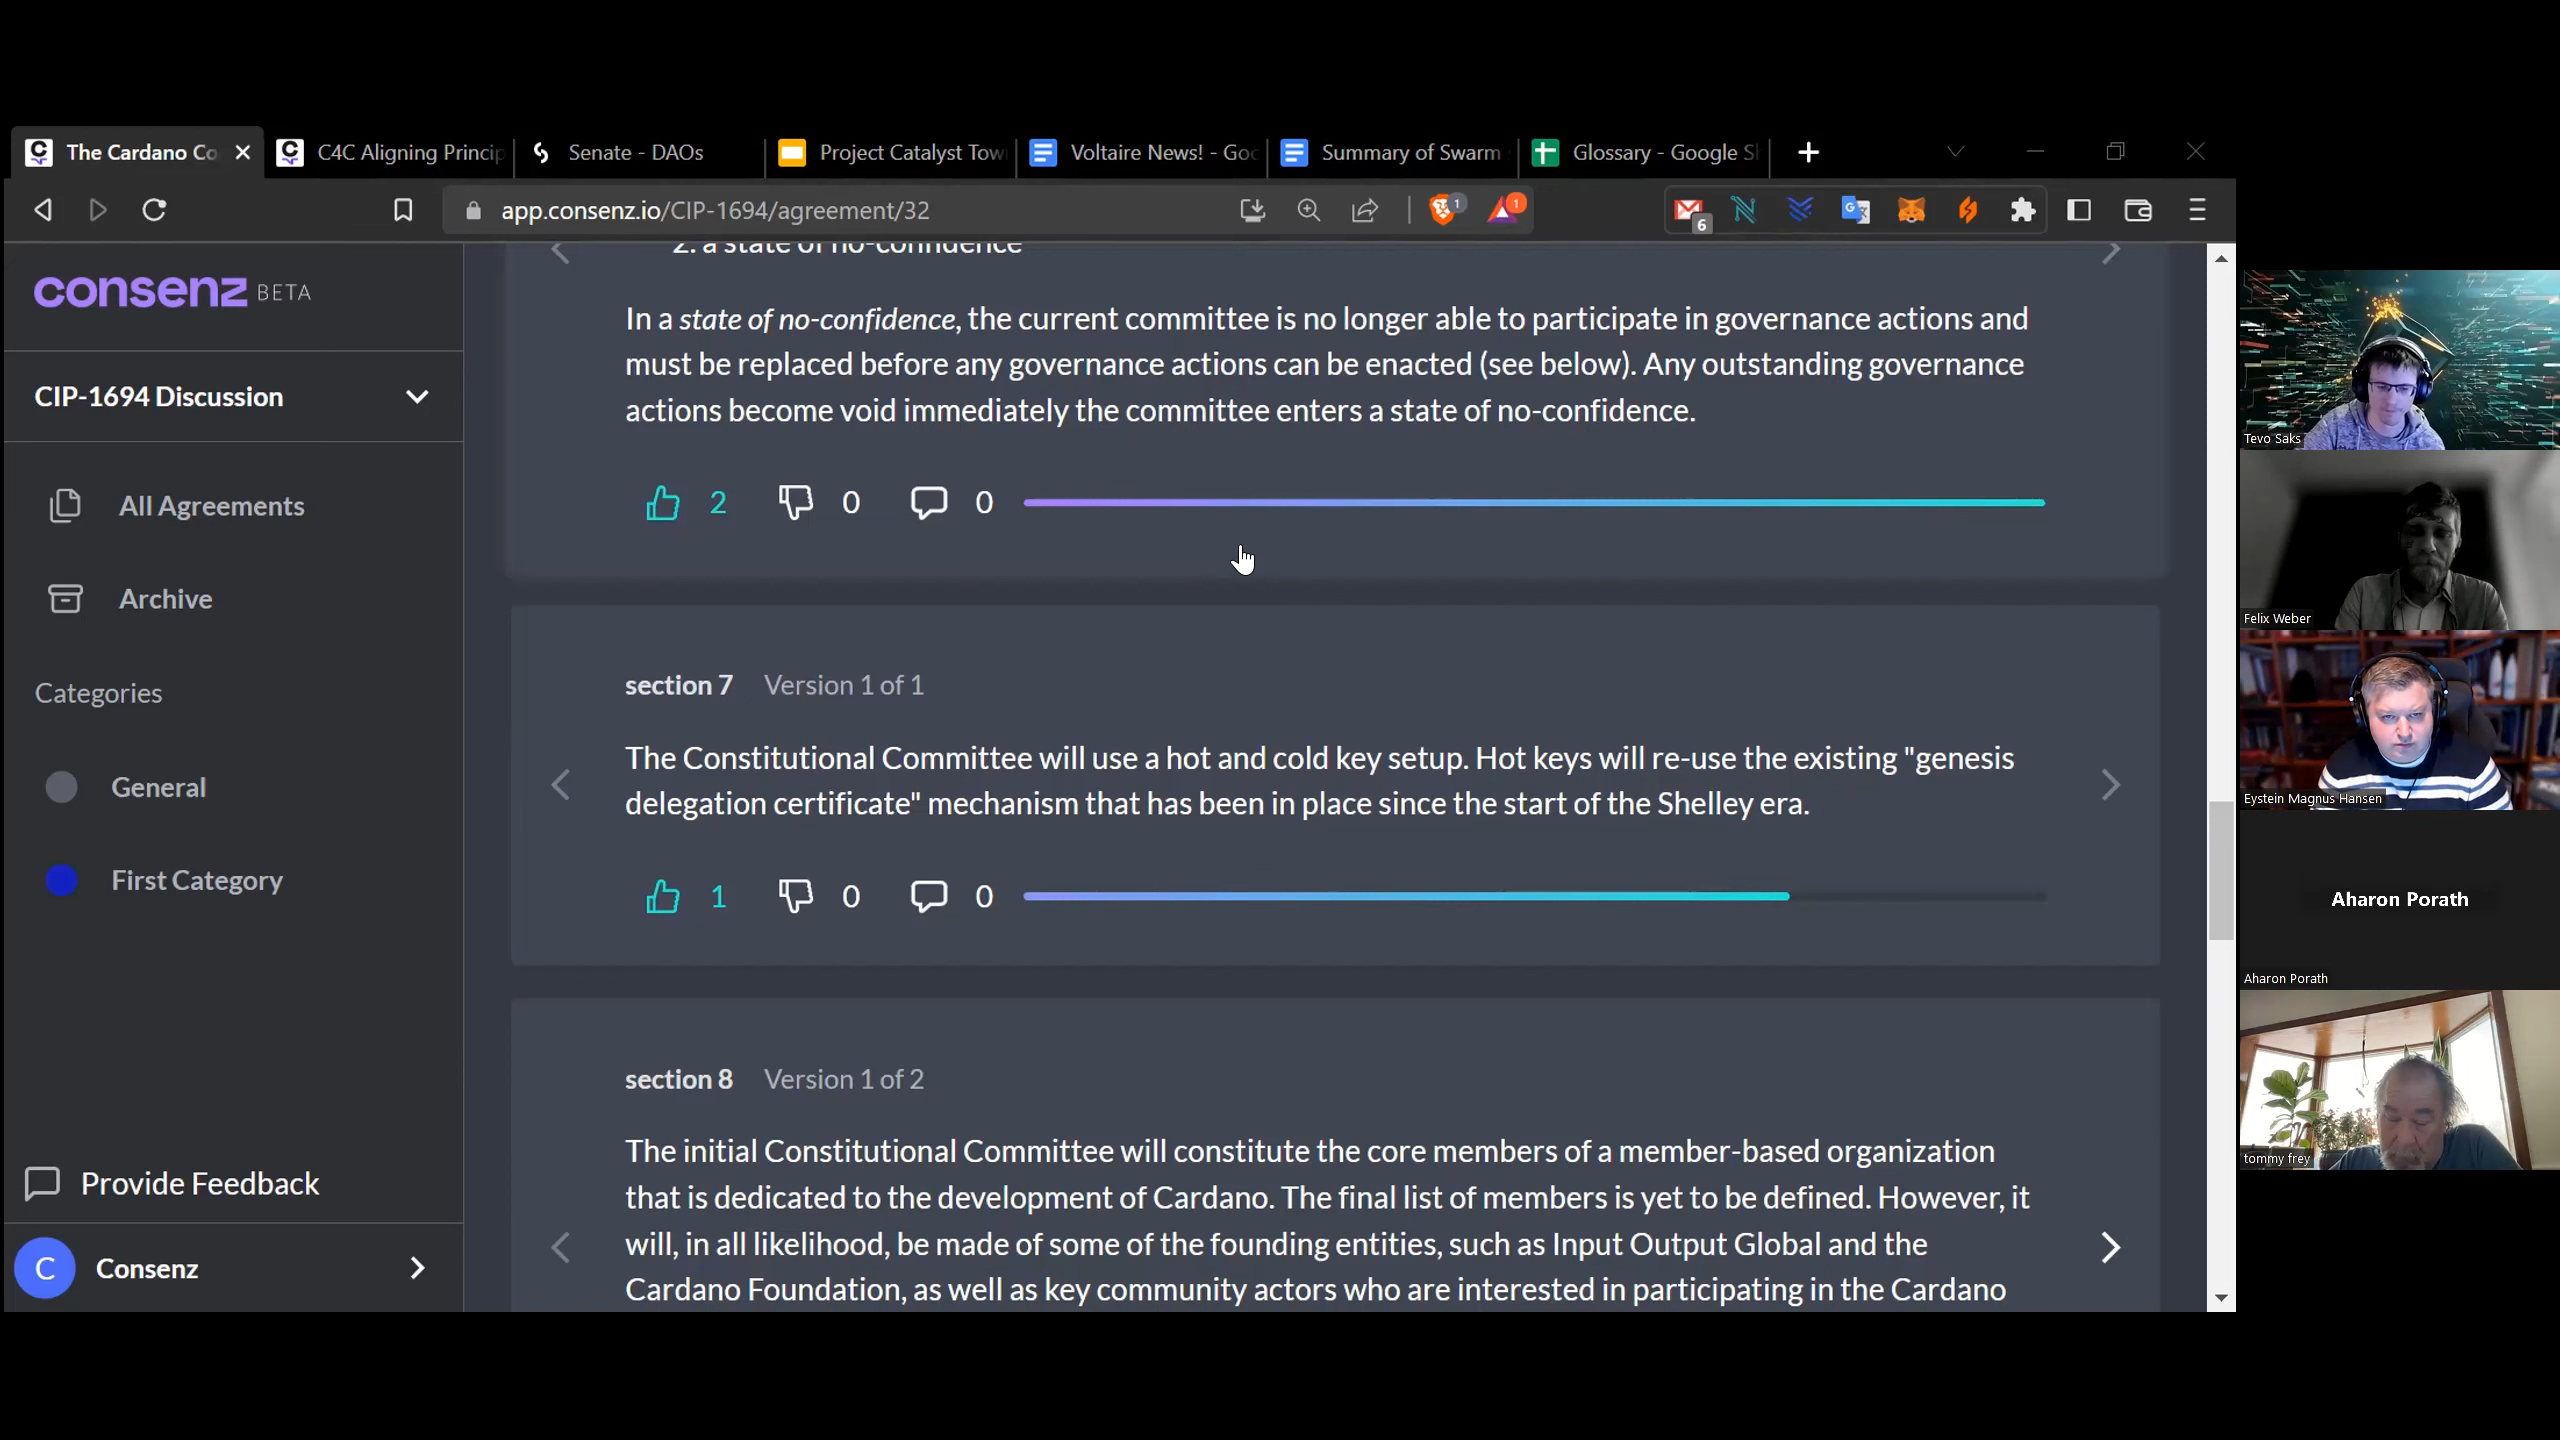 The Cardano Co
C4C Aligning Princip
Senate - DAOs
Project Catalyst Tow
Voltaire News! - Goo
Summary of Swarm
Glossary - Google Sh
app.consenz.io/CIP-1694/agreement/32
1
1
6
consenz BETA
CIP-1694 Discussion
All Agreements
Archive
Categories
General
First Category
Provide Feedback
C Consenz
2. a state of no-confidence
In a state of no-confidence, the current committee is no longer able to participate in governance actions and
must be replaced before any governance actions can be enacted (see below). Any outstanding governance
actions become void immediately the committee enters a state of no-confidence.
2 0 0
section 7 Version 1 of 1
The Constitutional Committee will use a hot and cold key setup. Hot keys will re-use the existing "genesis
delegation certificate" mechanism that has been in place since the start of the Shelley era.
1 0 0
section 8 Version 1 of 2
The initial Constitutional Committee will constitute the core members of a member-based organization
that is dedicated to the development of Cardano. The final list of members is yet to be defined. However, it
will, in all likelihood, be made of some of the founding entities, such as Input Output Global and the
Cardano Foundation, as well as key community actors who are interested in participating in the Cardano
Tevo Saks
Felix Weber
Eystein Magnus Hansen
Aharon Porath
Aharon Porath
tommy frey